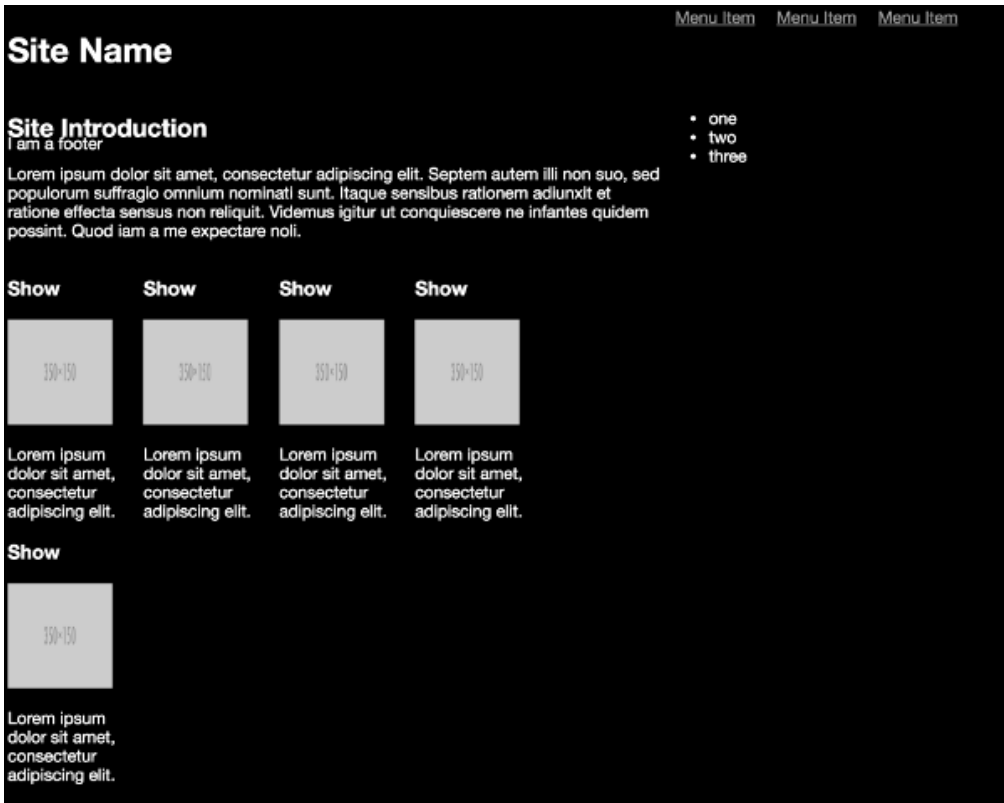 Menu Item Menu Item Menu Item
Site Name
Site Introduction
I am a footer
Lorem ipsum dolor sit amet, consectetur adipiscing elit. Septem autem illi non suo, sed
populorum suffragio omnium nominati sunt. Itaque sensibus rationem adiunxit et
ratione effecta sensus non reliquit. Videmus igitur ut conquiescere ne infantes quidem
possint. Quod iam a me expectare noli.
• one
• two
• three
Show
350×150
Lorem ipsum
dolor sit amet,
consectetur
adipiscing elit.
Show
350×150
Lorem ipsum
dolor sit amet,
consectetur
adipiscing elit.
Show
350×150
Lorem ipsum
dolor sit amet,
consectetur
adipiscing elit.
Show
350×150
Lorem ipsum
dolor sit amet,
consectetur
adipiscing elit.
Show
350×150
Lorem ipsum
dolor sit amet,
consectetur
adipiscing elit.